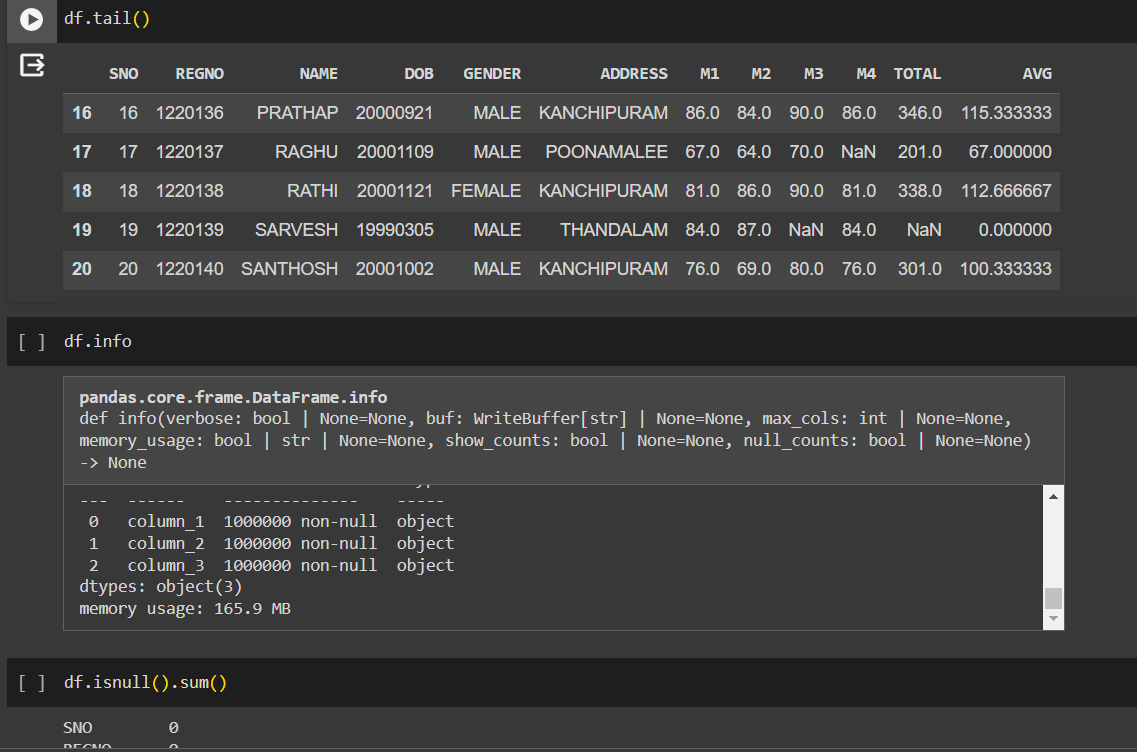 df.tail()
SNO REGNO NAME DOB GENDER ADDRESS M1 M2 M3 M4 TOTAL AVG
16 16 1220136 PRATHAP 20000921 MALE KANCHIPURAM 86.0 84.0 90.0 86.0 346.0 115.333333
17 17 1220137 RAGHU 20001109 MALE POONAMALEE 67.0 64.0 70.0 NaN 201.0 67.000000
18 18 1220138 RATHI 20001121 FEMALE KANCHIPURAM 81.0 86.0 90.0 81.0 338.0 112.666667
19 19 1220139 SARVESH 19990305 MALE THANDALAM 84.0 87.0 NaN 84.0 NaN 0.000000
20 20 1220140 SANTHOSH 20001002 MALE KANCHIPURAM 76.0 69.0 80.0 76.0 301.0 100.333333
[ ] df.info
pandas.core.frame.DataFrame.info
def info(verbose: bool | None=None, buf: WriteBuffer[str] | None=None, max_cols: int | None=None,
memory_usage: bool | str | None=None, show_counts: bool | None=None, null_counts: bool | None=None)
-> None
--- ------ -------------- -----
0 column_1 1000000 non-null object
1 column_2 1000000 non-null object
2 column_3 1000000 non-null object
dtypes: object(3)
memory usage: 165.9 MB
[ ] df.isnull().sum()
SNO 0
REGNO 0